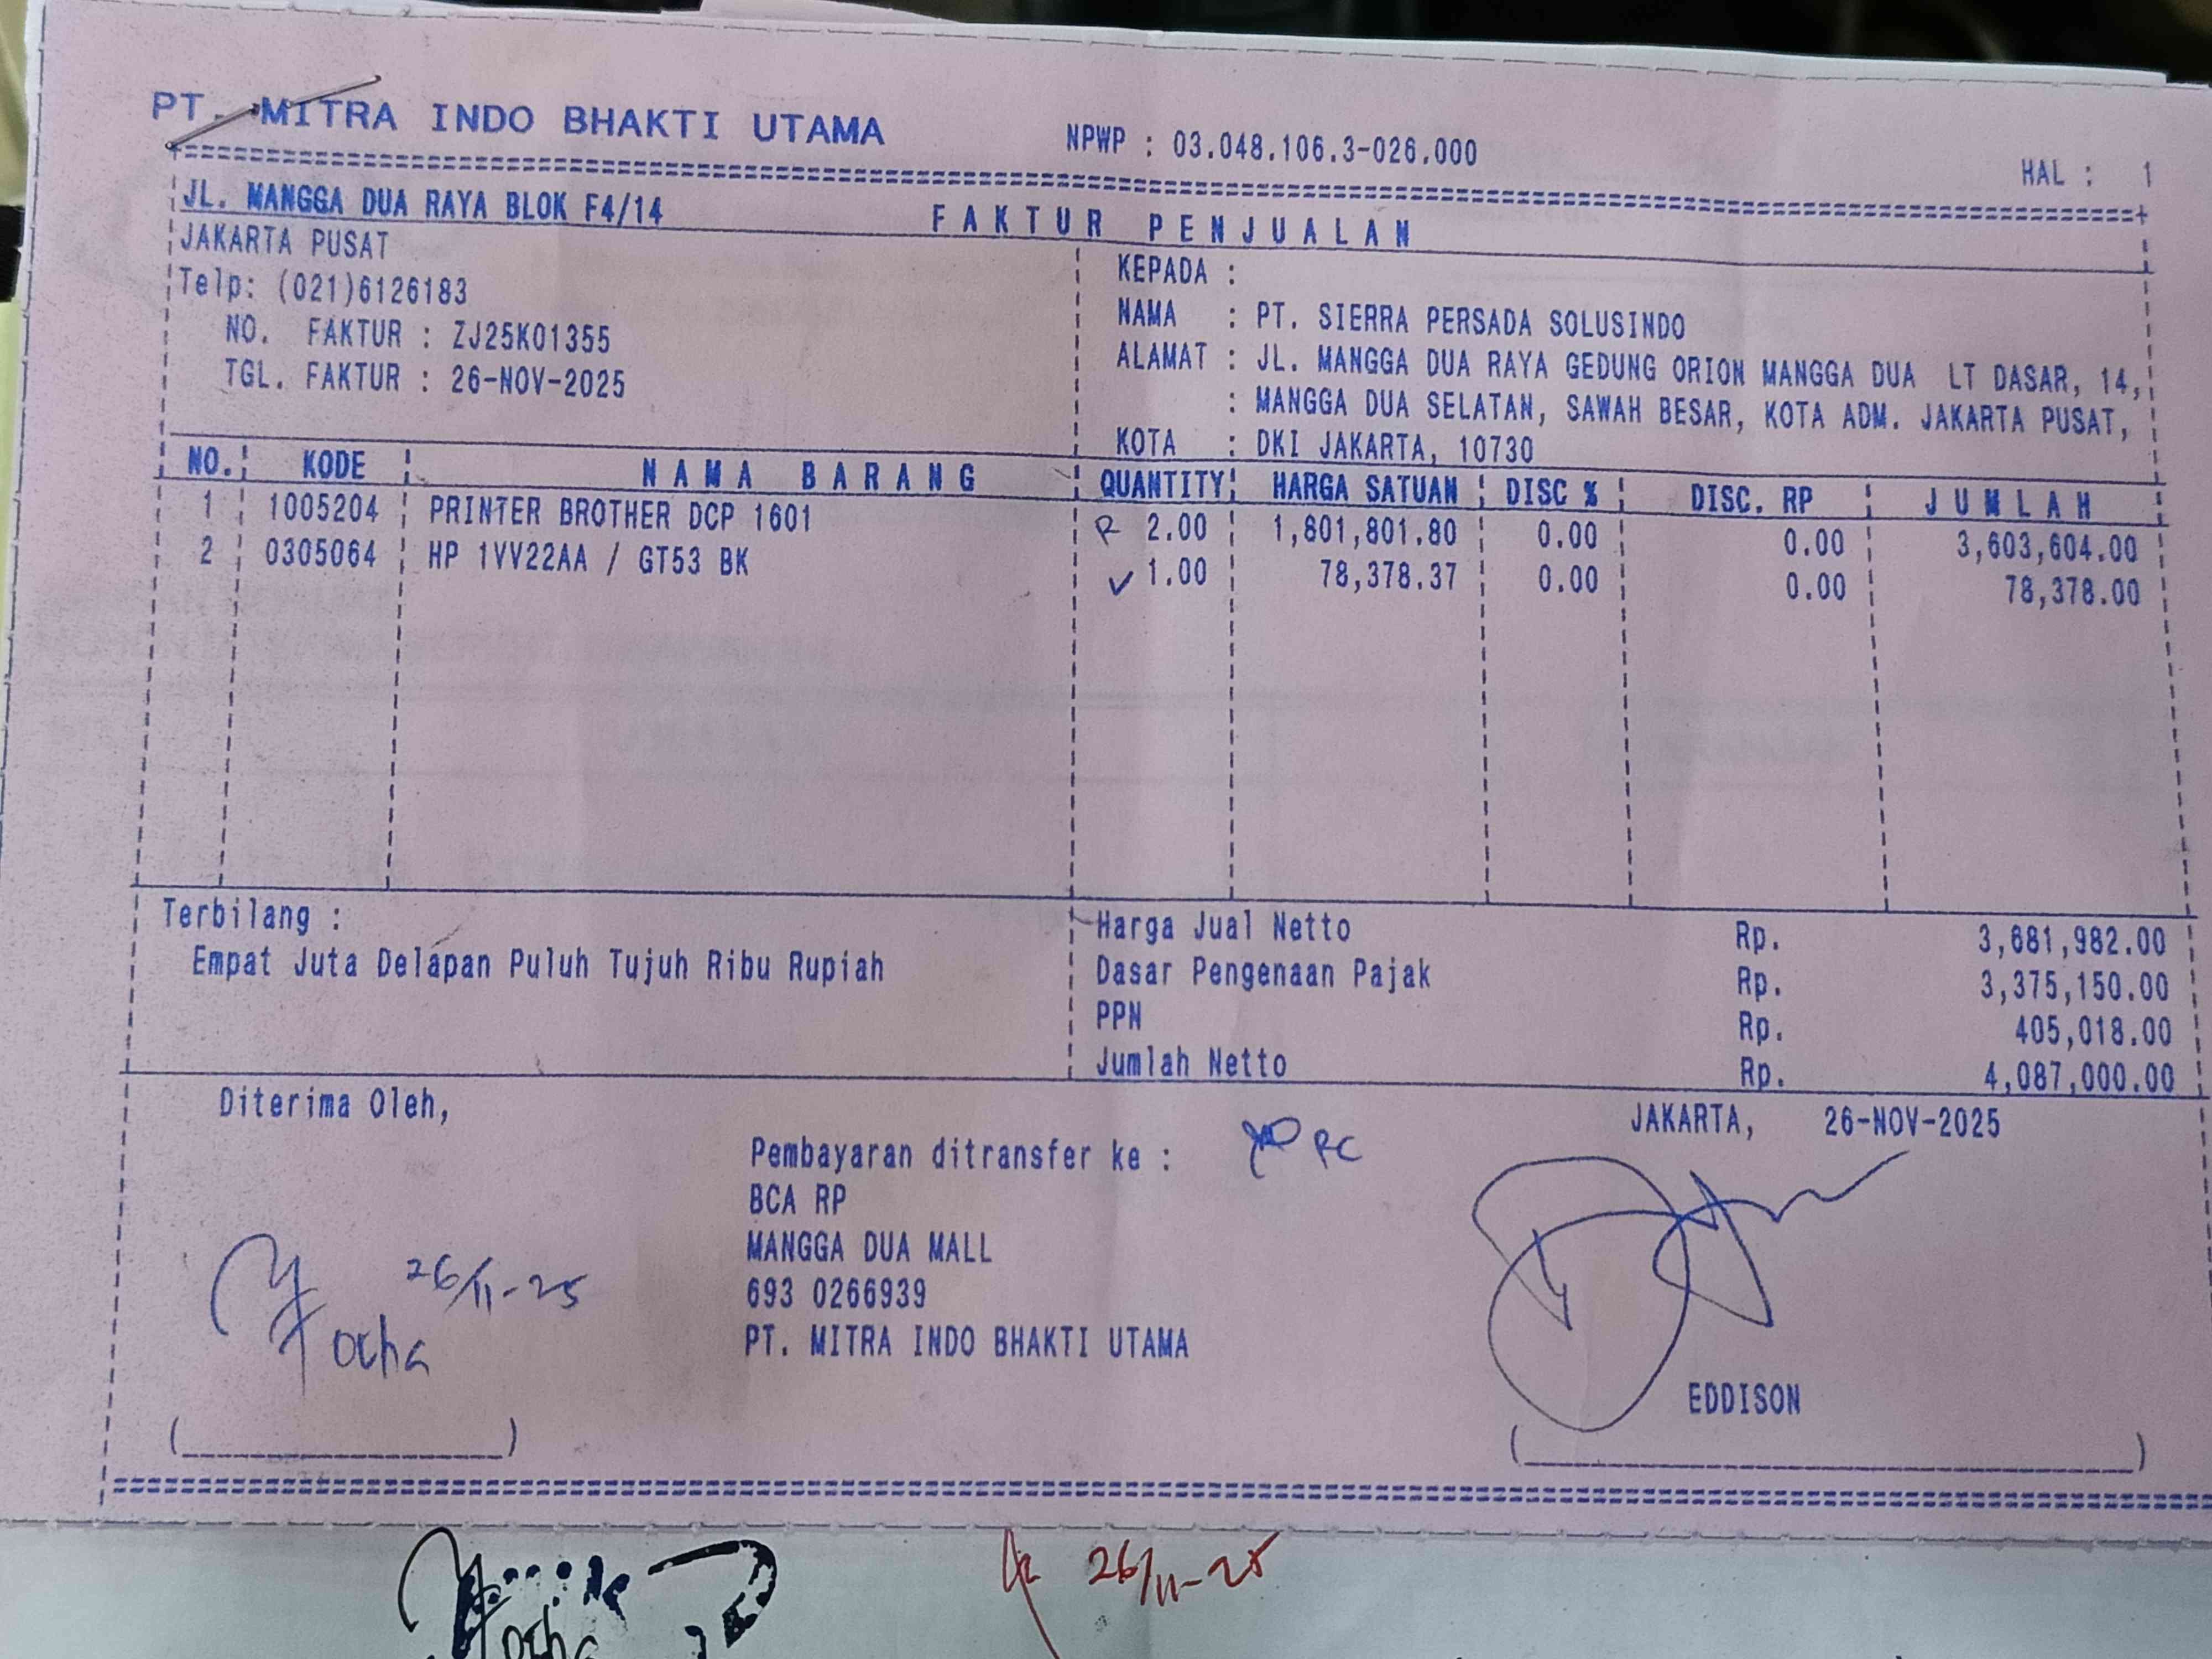 PT. MITRA INDO BHAKTI UTAMA
NPWP : 03.048.106.3-026.000
HAL : 1
JL. MANGGA DUA RAYA BLOK F4/14
FAKTUR PENJUALAN
JAKARTA PUSAT
Telp: (021)6126183
NO. FAKTUR : ZJ25K01355
TGL. FAKTUR : 26-NOV-2025
KEPADA :
NAMA : PT. SIERRA PERSADA SOLUSINDO
ALAMAT : JL. MANGGA DUA RAYA GEDUNG ORION MANGGA DUA LT DASAR, 14,
: MANGGA DUA SELATAN, SAWAH BESAR, KOTA ADM. JAKARTA PUSAT,
KOTA : DKI JAKARTA, 10730
NO. KODE NAMA BARANG QUANTITY HARGA SATUAN DISC % DISC. RP JUMLAH
1 1005204 PRINTER BROTHER DCP 1601 R 2.00 1,801,801.80 0.00 0.00 3,603,604.00
2 0305064 HP 1VV22AA / GT53 BK ✓ 1.00 78,378.37 0.00 0.00 78,378.00
Terbilang :
Empat Juta Delapan Puluh Tujuh Ribu Rupiah
Harga Jual Netto Rp. 3,681,982.00
Dasar Pengenaan Pajak Rp. 3,375,150.00
PPN Rp. 405,018.00
Jumlah Netto Rp. 4,087,000.00
Diterima Oleh,
JAKARTA, 26-NOV-2025
Pembayaran ditransfer ke :
BCA RP
MANGGA DUA MALL
693 0266939
PT. MITRA INDO BHAKTI UTAMA
26/11-25
ocha
EDDISON
26/11-25